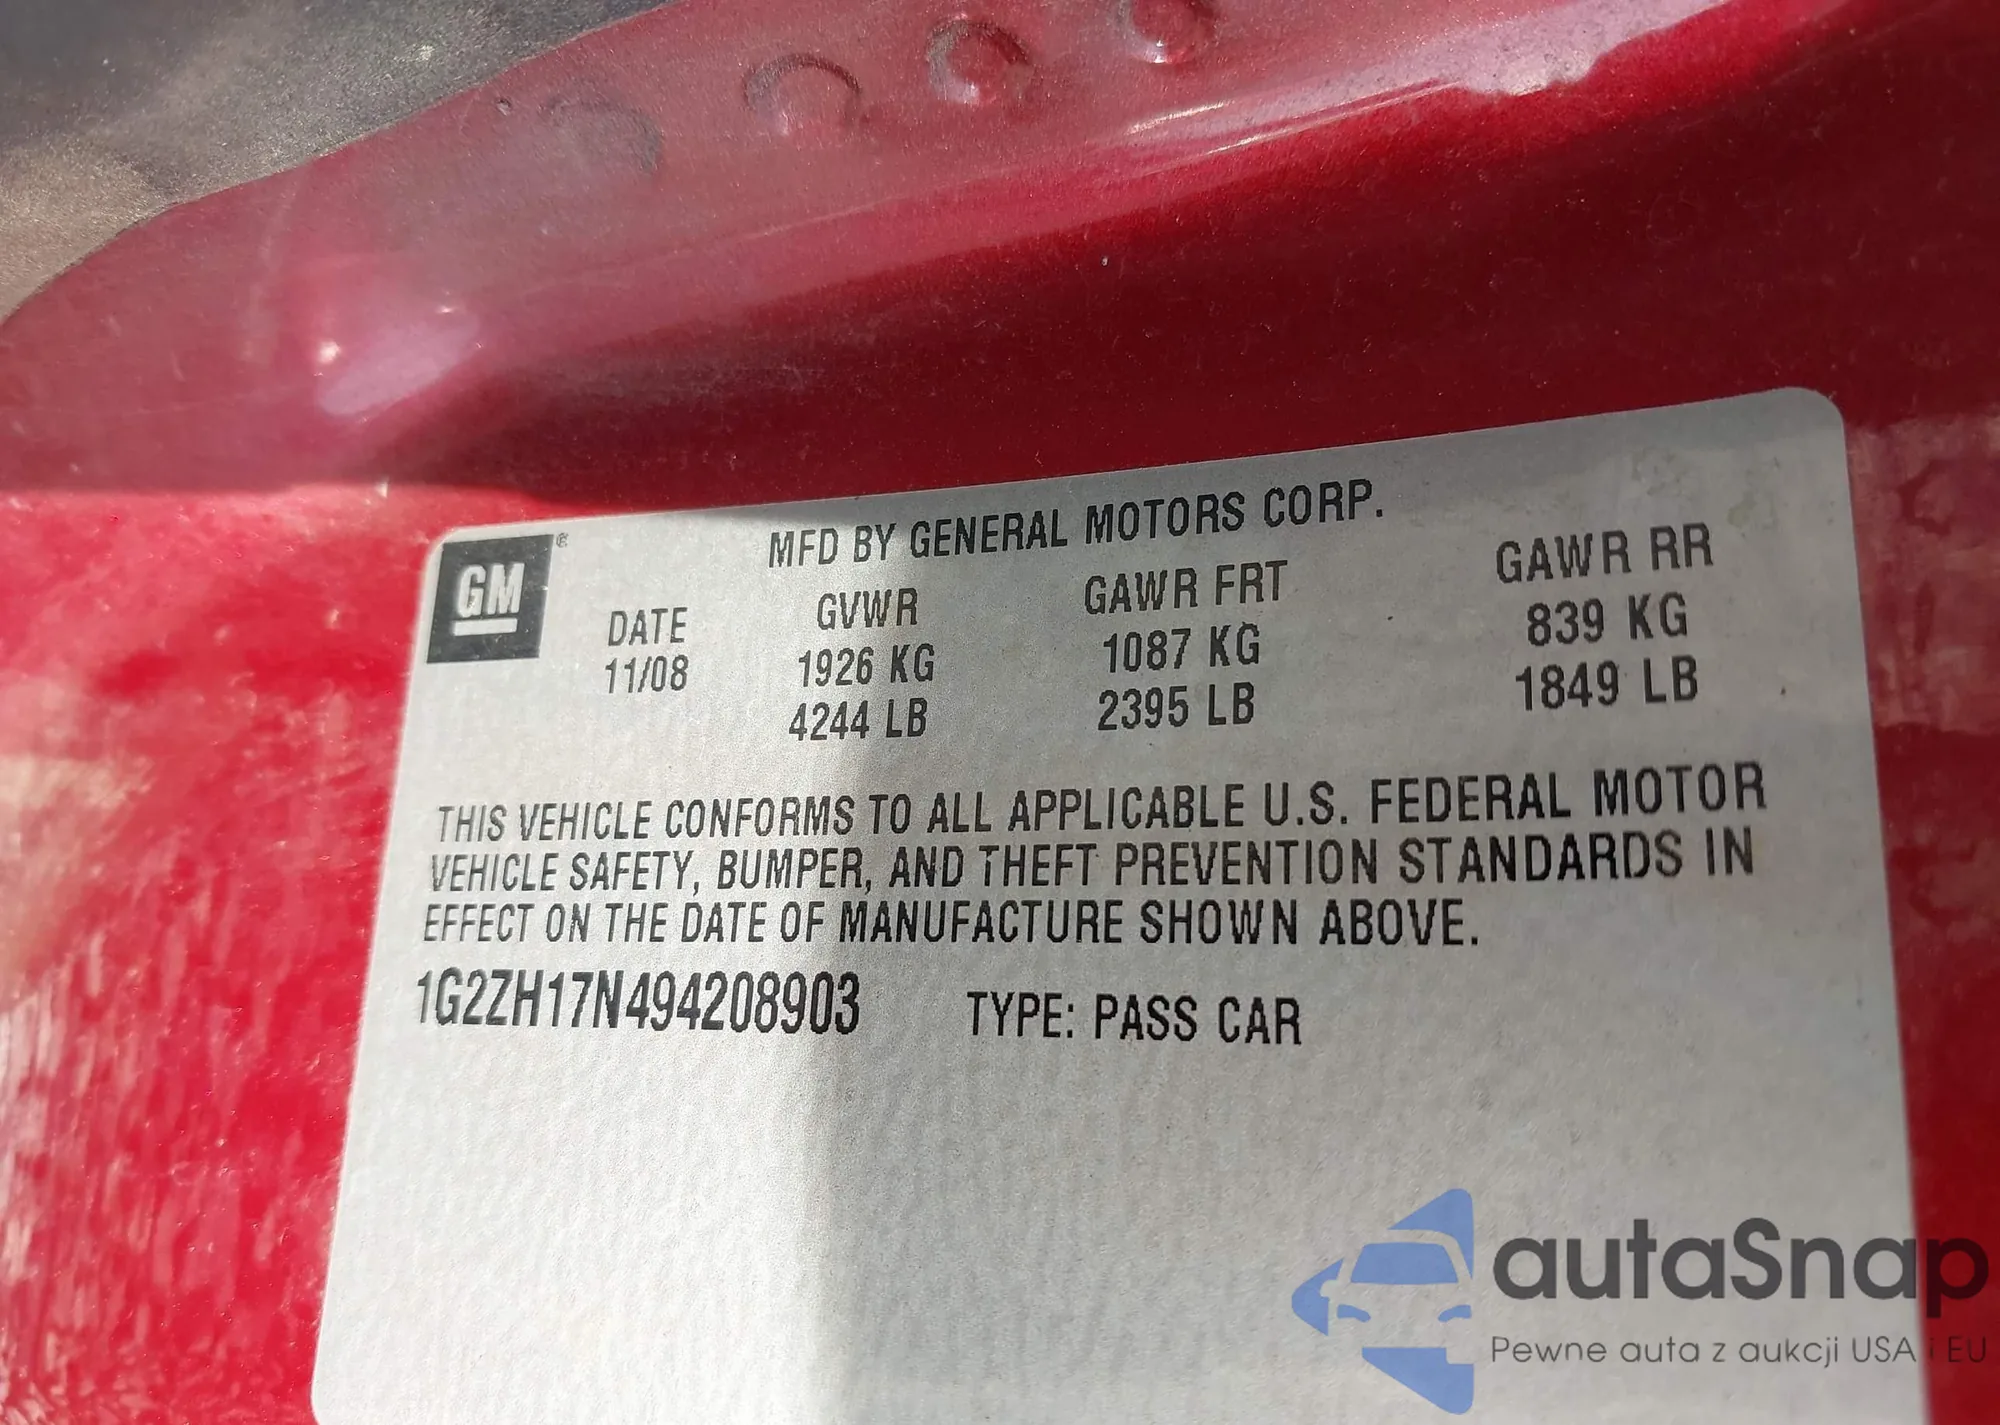 MFD BY GENERAL MOTORS CORP.
GM®
DATE GVWR GAWR FRT GAWR RR
11/08 1926 KG 1087 KG 839 KG
4244 LB 2395 LB 1849 LB
THIS VEHICLE CONFORMS TO ALL APPLICABLE U.S. FEDERAL MOTOR
VEHICLE SAFETY, BUMPER, AND THEFT PREVENTION STANDARDS IN
EFFECT ON THE DATE OF MANUFACTURE SHOWN ABOVE.
1G2ZH17N494208903 TYPE: PASS CAR
autaSnap
Pewne auta z aukcji USA i EU